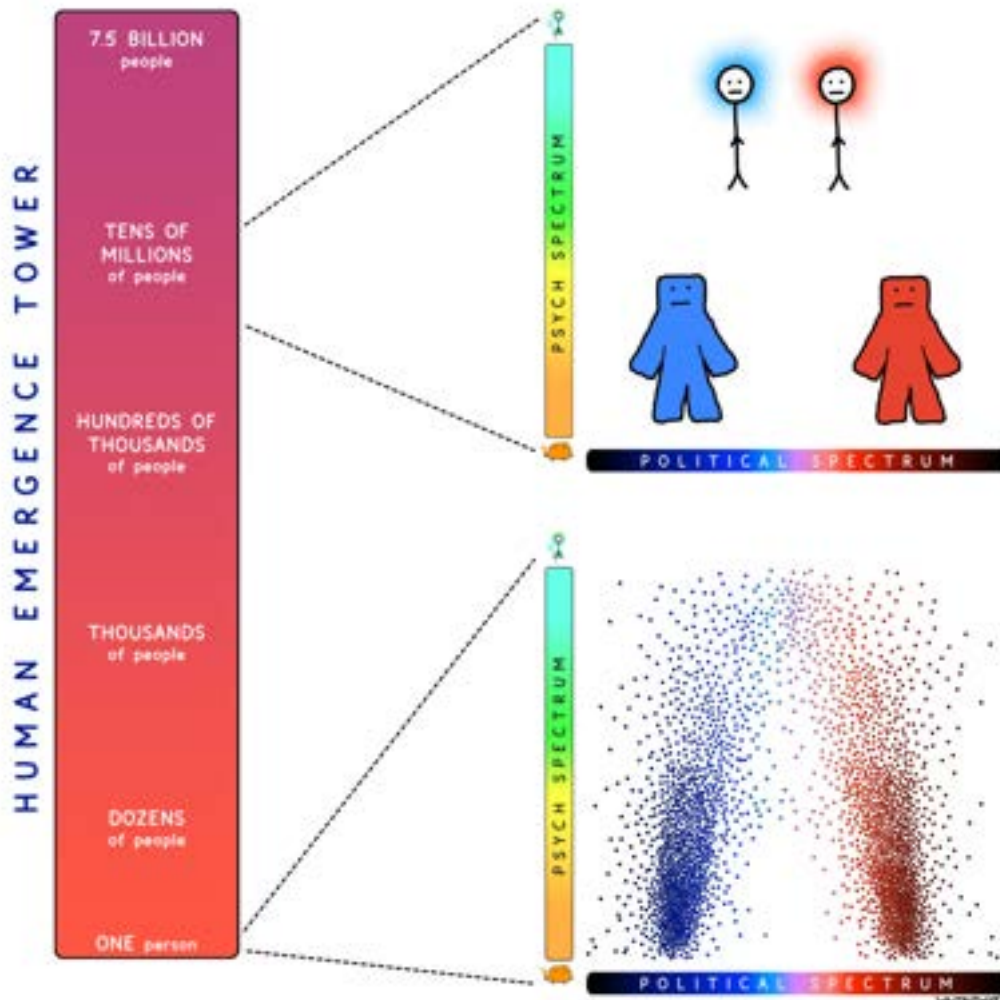 HUMAN EMERGENCE TOWER
7.5 BILLION
people
TENS OF
MILLIONS
of people
HUNDREDS OF
THOUSANDS
of people
THOUSANDS
of people
DOZENS
of people
ONE person
PSYCH SPECTRUM
POLITICAL SPECTRUM
PSYCH SPECTRUM
POLITICAL SPECTRUM